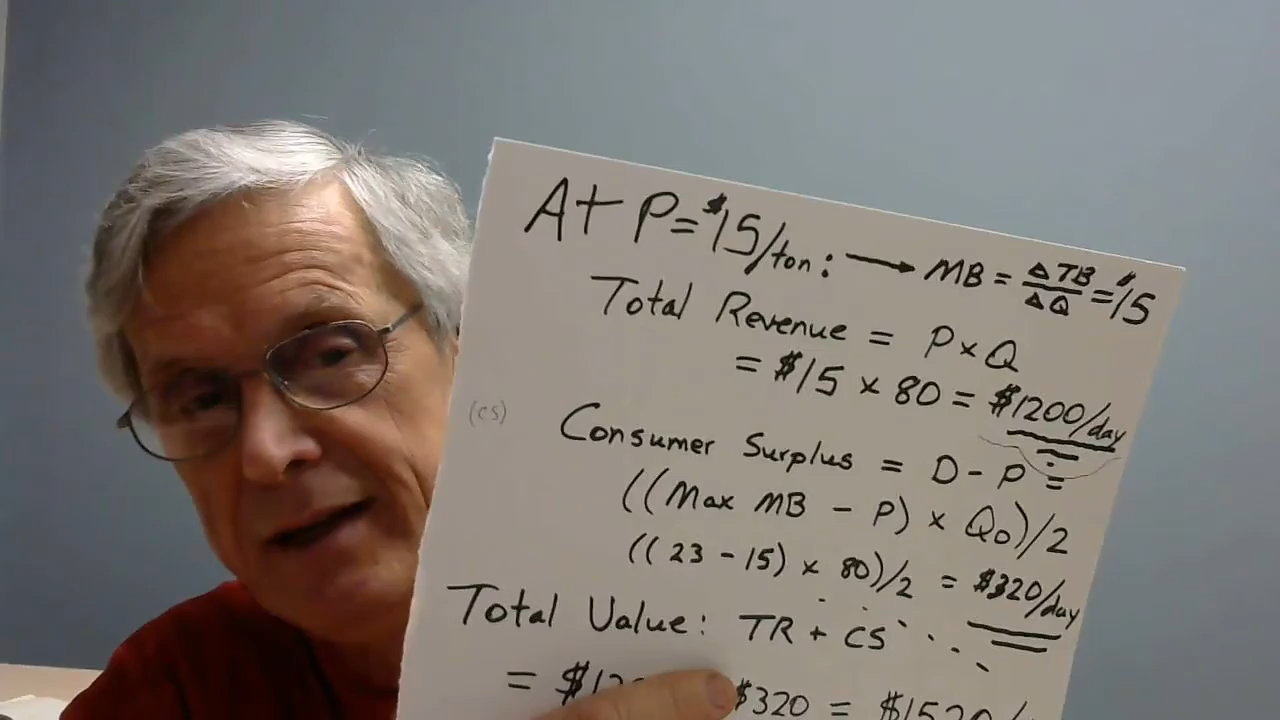 At P = $15/ton: → MB = ΔTB/ΔQ = $15
Total Revenue = P × Q
= $15 × 80 = $1200/day
(CS) Consumer Surplus = D - P =
((Max MB - P) × Q₀)/2
((23 - 15) × 80)/2 = $320/day
Total Value: TR + CS
= $320 = $1520/